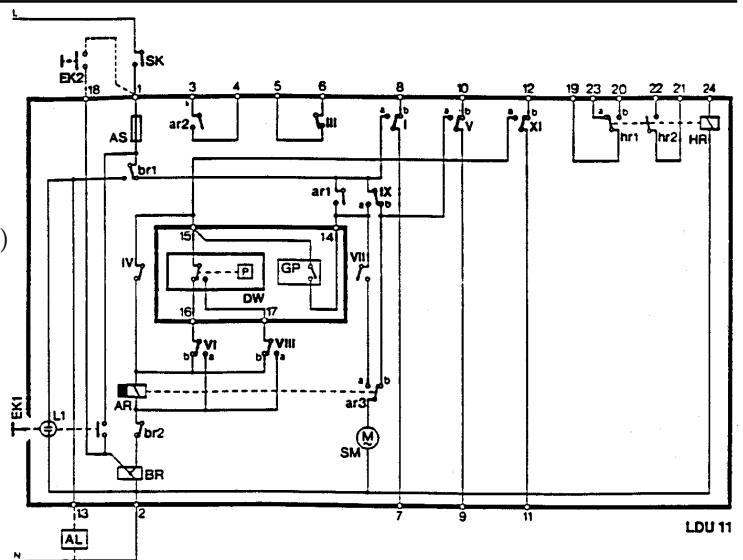 L
EK2 18 1 SK 3 4 5 6 8 10 12 19 23 20 22 21 24
AS ar2 III a b I a b V a b XI a b hr1 a b hr2 HR
br1 ar1 IX a b
)
15 14
IV P GP VII
DW
16 17
VI b a VIII b a
AR a b ar3
EK1 L1 br2 M ~ SM
BR
13 2 7 9 11 LDU 11
AL
N